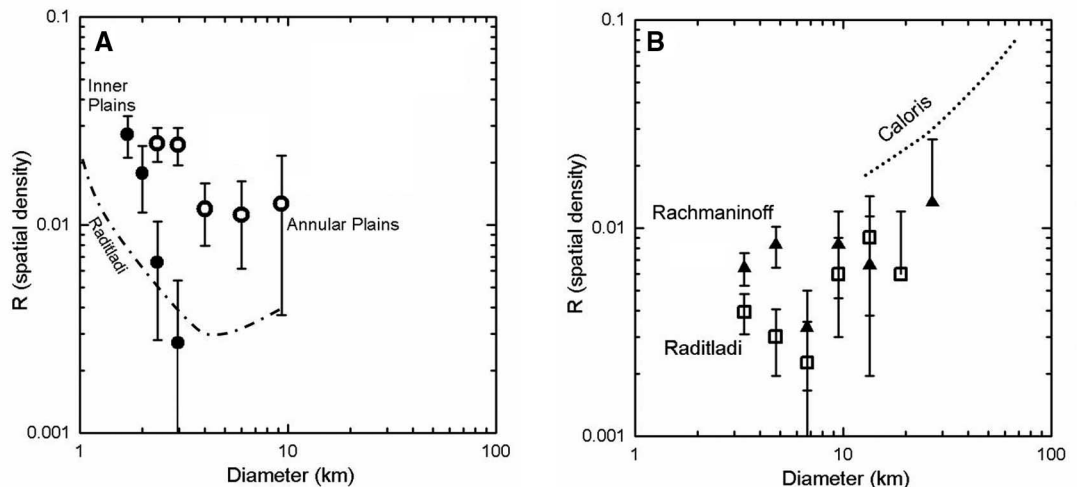 A
0.1
0.01
0.001
R (spatial density)
Inner
Plains
Raditladi
Annular Plains
1
10
100
Diameter (km)
B
0.1
0.01
0.001
R (spatial density)
Caloris
Rachmaninoff
Raditladi
1
10
100
Diameter (km)